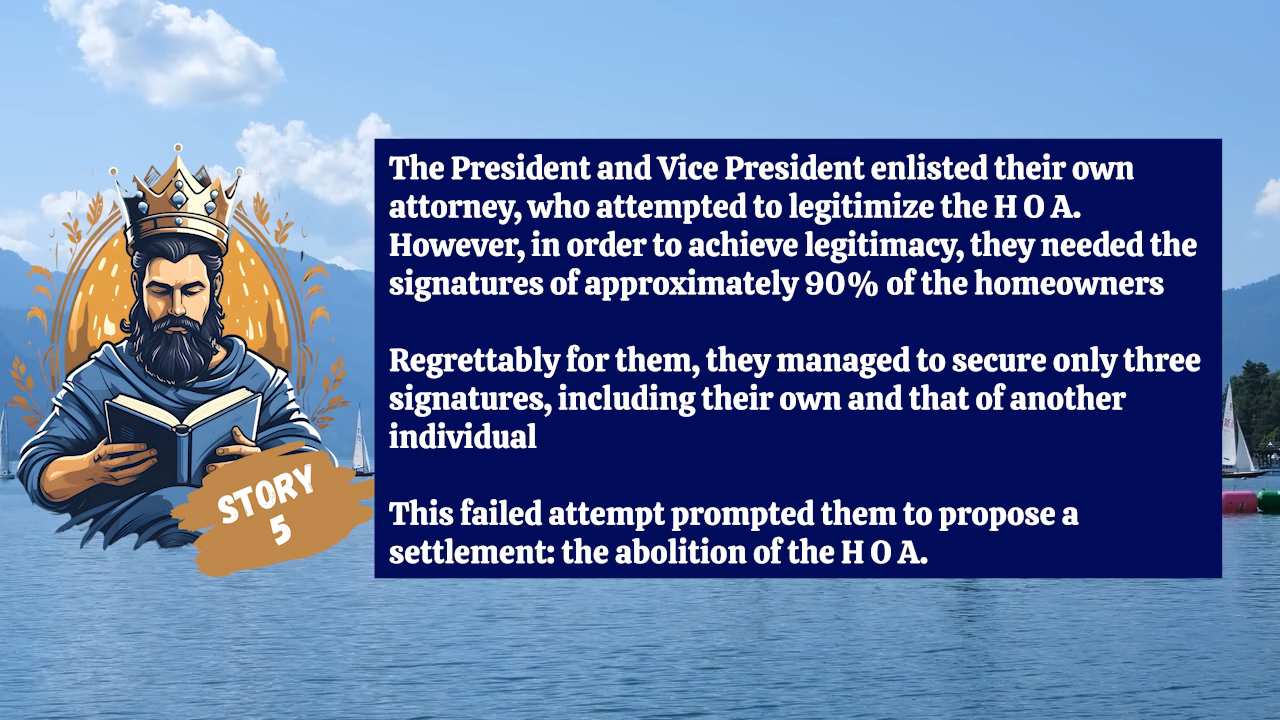 The President and Vice President enlisted their own
attorney, who attempted to legitimize the H O A.
However, in order to achieve legitimacy, they needed the
signatures of approximately 90% of the homeowners
Regrettably for them, they managed to secure only three
signatures, including their own and that of another
individual
This failed attempt prompted them to propose a
settlement: the abolition of the H O A.
STORY
5